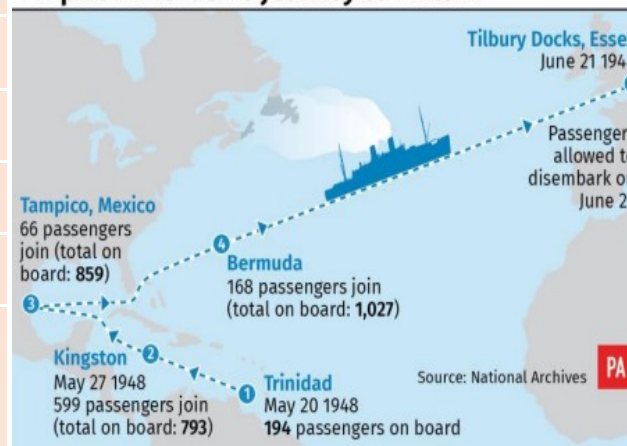 Tilbury Docks, Esse
June 21 194
Passenger
allowed t
disembark o
June 2
Tampico, Mexico
66 passengers
join (total on
board: 859)
3
4
Bermuda
168 passengers join
(total on board: 1,027)
Kingston
2
May 27 1948
599 passengers join
(total on board: 793)
1
Trinidad
May 20 1948
194 passengers on board
Source: National Archives
PA